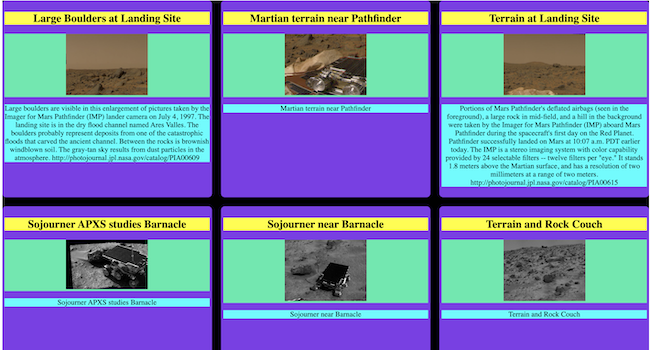 Large Boulders at Landing Site
Large boulders are visible in this enlargement of pictures taken by the
Imager for Mars Pathfinder (IMP) lander camera on July 4, 1997. The
landing site is in the dry flood channel named Ares Valles. The
boulders probably represent deposits from one of the catastrophic
floods that carved the ancient channel. Between the rocks is brownish
windblown soil. The gray-tan sky results from dust particles in the
atmosphere. http://photojournal.jpl.nasa.gov/catalog/PIA00609
Martian terrain near Pathfinder
Martian terrain near Pathfinder
Terrain at Landing Site
Portions of Mars Pathfinder's deflated airbags (seen in the
foreground), a large rock in mid-field, and a hill in the background
were taken by the Imager for Mars Pathfinder (IMP) aboard Mars
Pathfinder during the spacecraft's first day on the Red Planet.
Pathfinder successfully landed on Mars at 10:07 a.m. PDT earlier
today. The IMP is a stereo imaging system with color capability
provided by 24 selectable filters -- twelve filters per "eye." It stands
1.8 meters above the Martian surface, and has a resolution of two
millimeters at a range of two meters.
http://photojournal.jpl.nasa.gov/catalog/PIA00615
Sojourner APXS studies Barnacle
Sojourner APXS studies Barnacle
Sojourner near Barnacle
Sojourner near Barnacle
Terrain and Rock Couch
Terrain and Rock Couch